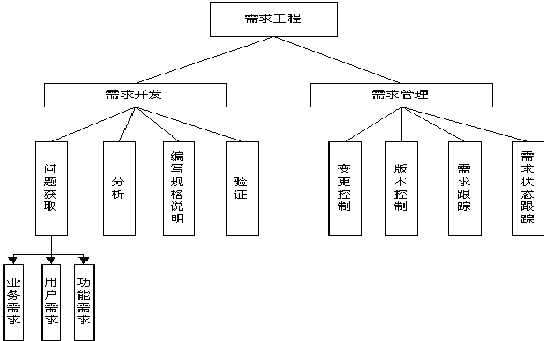 需求工程
需求开发
需求管理
问题获取
分析
编写规格说明
验证
变更控制
版本控制
需求跟踪
需求状态跟踪
业务需求
用户需求
功能需求